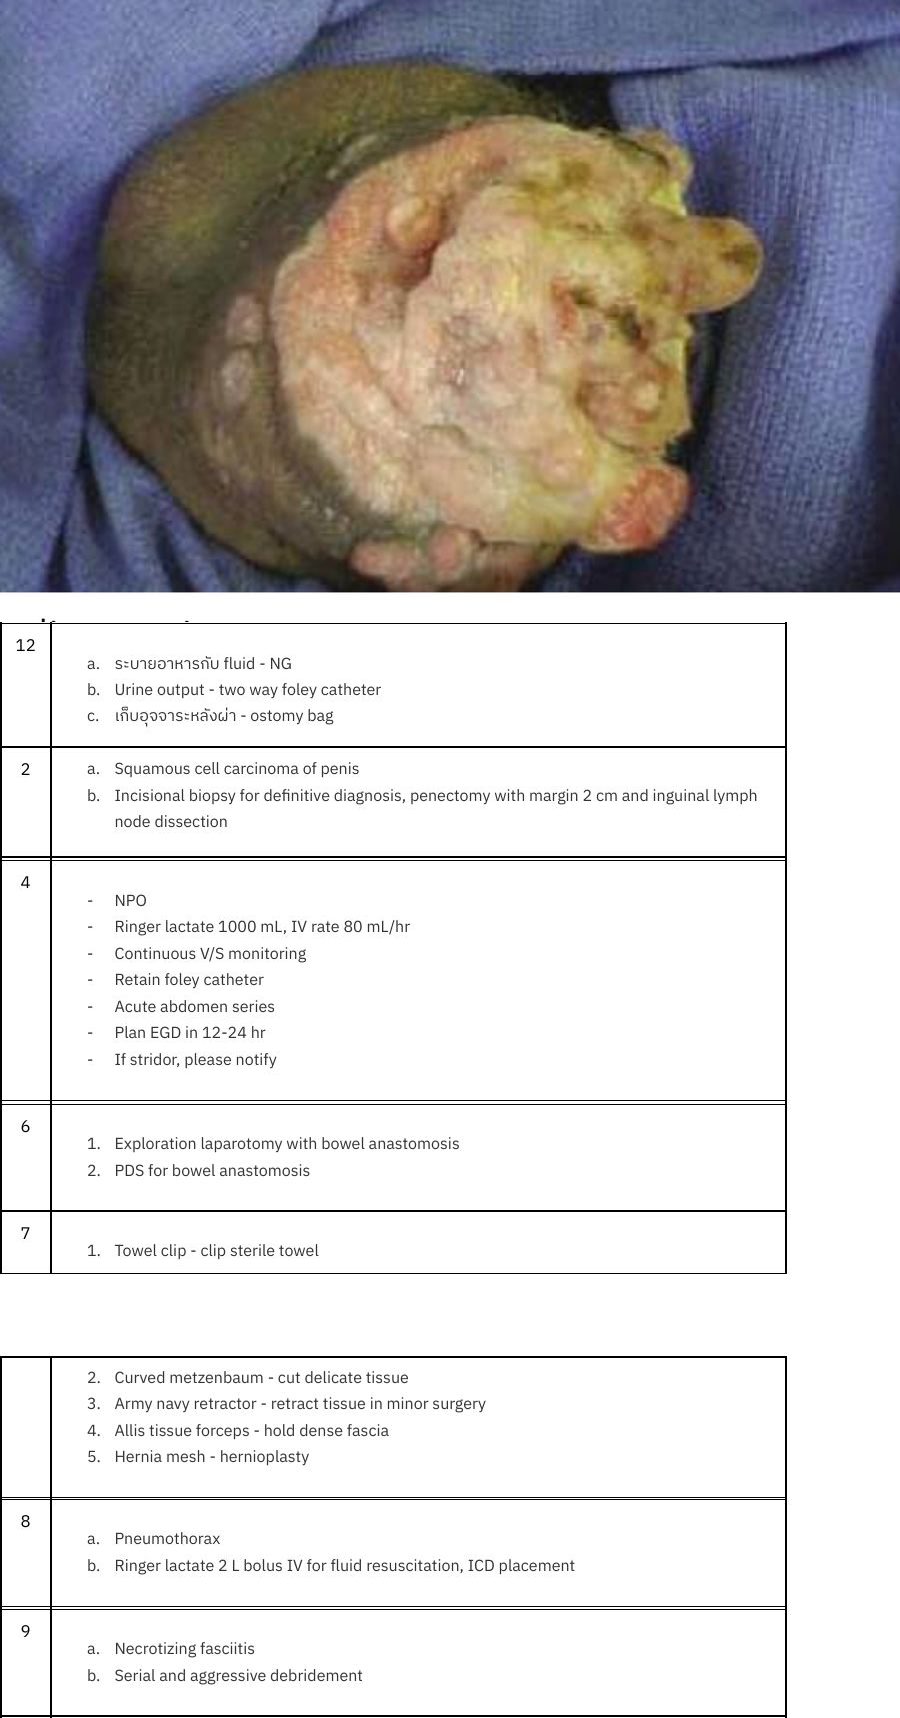 12
a. ระบายอาหารกับ fluid - NG
b. Urine output - two way foley catheter
c. เก็บอุจจาระหลังผ่า - ostomy bag
2
a. Squamous cell carcinoma of penis
b. Incisional biopsy for definitive diagnosis, penectomy with margin 2 cm and inguinal lymph
node dissection
4
- NPO
- Ringer lactate 1000 mL, IV rate 80 mL/hr
- Continuous V/S monitoring
- Retain foley catheter
- Acute abdomen series
- Plan EGD in 12-24 hr
- If stridor, please notify
6
1. Exploration laparotomy with bowel anastomosis
2. PDS for bowel anastomosis
7
1. Towel clip - clip sterile towel
2. Curved metzenbaum - cut delicate tissue
3. Army navy retractor - retract tissue in minor surgery
4. Allis tissue forceps - hold dense fascia
5. Hernia mesh - hernioplasty
8
a. Pneumothorax
b. Ringer lactate 2 L bolus IV for fluid resuscitation, ICD placement
9
a. Necrotizing fasciitis
b. Serial and aggressive debridement